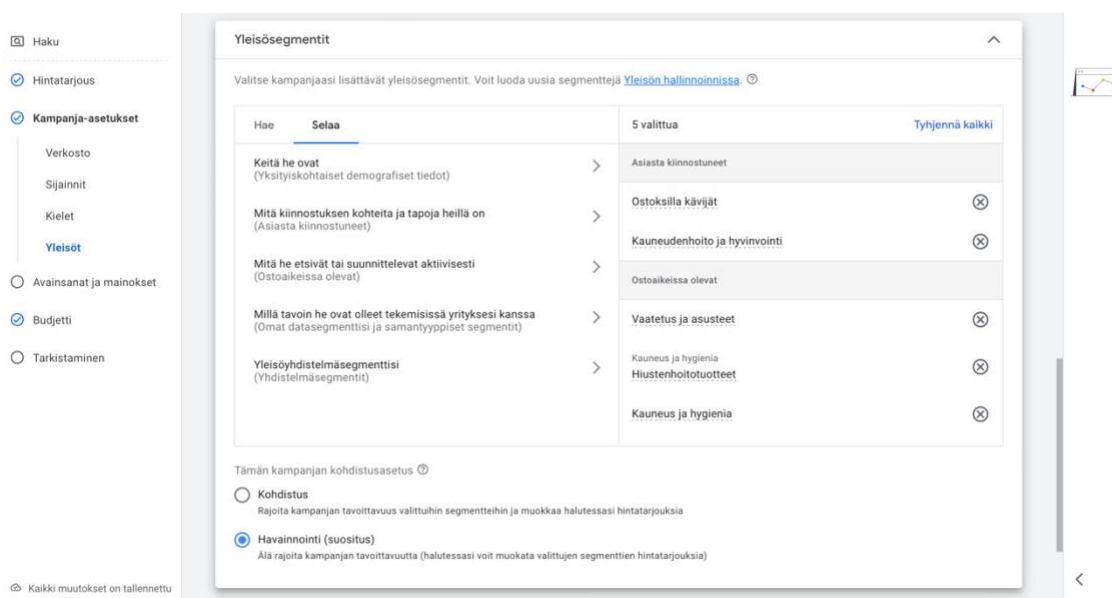 Haku
Hintatarjous
Kampanja-asetukset
Verkosto
Sijainnit
Kielet
Yleisöt
Avainsanat ja mainokset
Budjetti
Tarkistaminen
Kaikki muutokset on tallennettu
Yleisösegmentit
Valitse kampanjaasi lisättävät yleisösegmentit. Voit luoda uusia segmenttejä Yleisön hallinnoinnissa.
Hae Selaa
Keitä he ovat
(Yksityiskohtaiset demografiset tiedot)
Mitä kiinnostuksen kohteita ja tapoja heillä on
(Asiasta kiinnostuneet)
Mitä he etsivät tai suunnittelevat aktiivisesti
(Ostoaikeissa olevat)
Millä tavoin he ovat olleet tekemisissä yrityksesi kanssa
(Omat datasegmenttisi ja samantyyppiset segmentit)
Yleisöyhdistelmäsegmenttisi
(Yhdistelmäsegmentit)
5 valittua Tyhjennä kaikki
Asiasta kiinnostuneet
Ostoksilla kävijät
Kauneudenhoito ja hyvinvointi
Ostoaikeissa olevat
Vaatetus ja asusteet
Kauneus ja hygienia
Hiustenhoitotuotteet
Kauneus ja hygienia
Tämän kampanjan kohdistusasetus
Kohdistus
Rajoita kampanjan tavoittavuus valittuihin segmentteihin ja muokkaa halutessasi hintatarjouksia
Havainnointi (suositus)
Älä rajoita kampanjan tavoittavuutta (halutessasi voit muokata valittujen segmenttien hintatarjouksia)